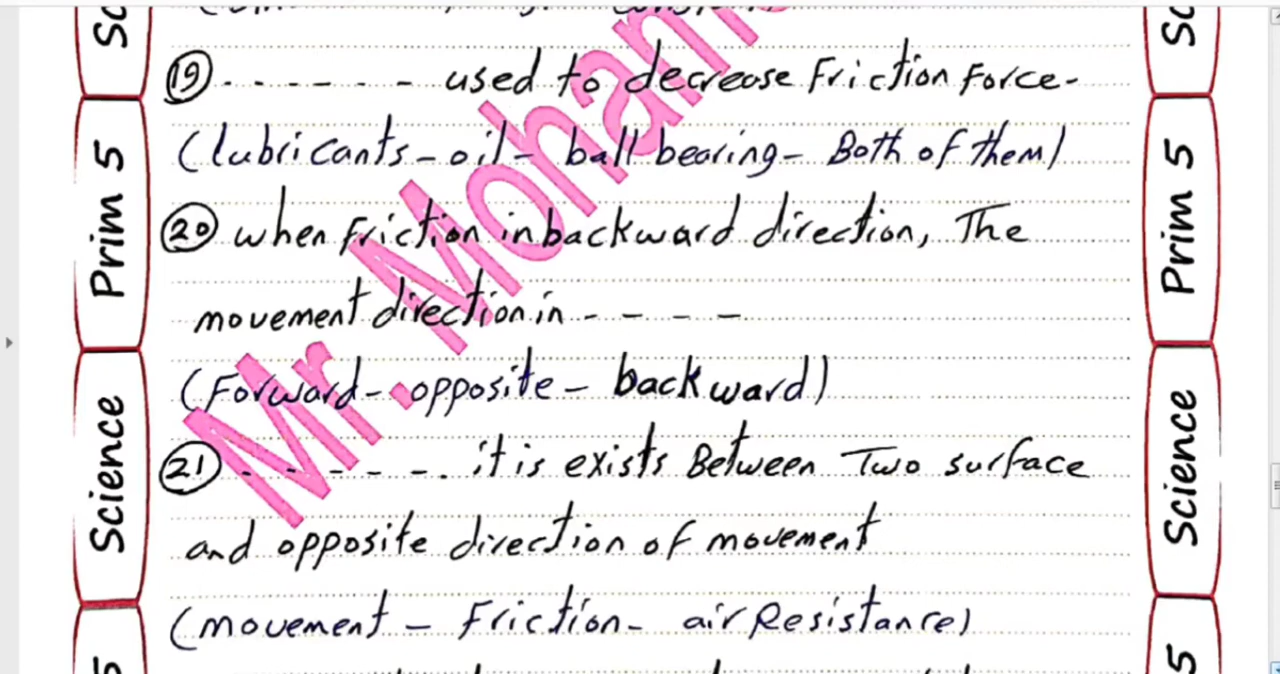 Sc
Sc
(19) - - - - - - used to decrease Friction Force-
(lubricants - oil - ball bearing - Both of them)
(20) when friction in backward direction, The
movement direction in - - - -
(Forward - opposite - backward)
(21) - - - - - . it is exists Between Two surface
and opposite direction of movement
(movement - Friction - air Resistance)
Prim 5
Science
5
Prim 5
Science
5
Mr. Moham